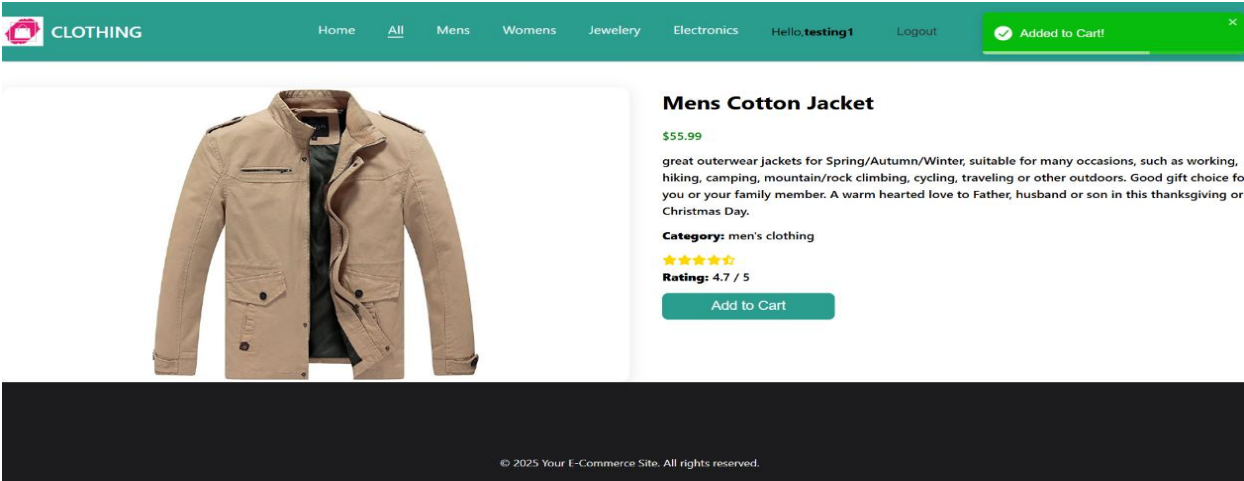 CLOTHING
Home All Mens Womens Jewelery Electronics Hello,testing1 Logout
Added to Cart!
Mens Cotton Jacket
$55.99
great outerwear jackets for Spring/Autumn/Winter, suitable for many occasions, such as working,
hiking, camping, mountain/rock climbing, cycling, traveling or other outdoors. Good gift choice fo
you or your family member. A warm hearted love to Father, husband or son in this thanksgiving or
Christmas Day.
Category: men's clothing
Rating: 4.7 / 5
Add to Cart
© 2025 Your E-Commerce Site. All rights reserved.